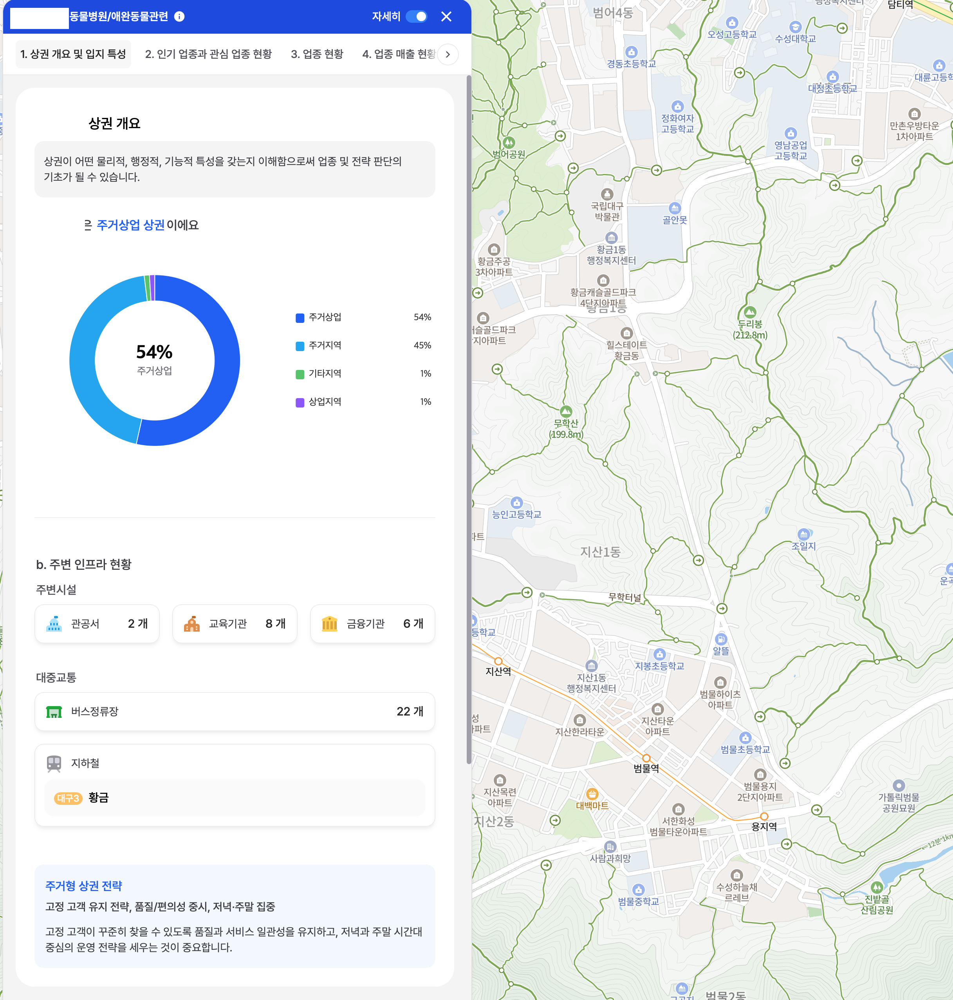 동물병원/애완동물관련
자세히
1. 상권 개요 및 입지 특성
2. 인기 업종과 관심 업종 현황
3. 업종 현황
4. 업종 매출 현황
상권 개요
상권이 어떤 물리적, 행정적, 기능적 특성을 갖는지 이해함으로써 업종 및 전략 판단의
기초가 될 수 있습니다.
은 주거상업 상권이에요
54%
주거상업
주거상업 54%
주거지역 45%
기타지역 1%
상업지역 1%
b. 주변 인프라 현황
주변시설
관공서 2 개
교육기관 8 개
금융기관 6 개
대중교통
버스정류장 22 개
지하철
대구3 황금
주거형 상권 전략
고정 고객 유지 전략, 품질/편의성 중시, 저녁·주말 집중
고정 고객이 꾸준히 찾을 수 있도록 품질과 서비스 일관성을 유지하고, 저녁과 주말 시간대
중심의 운영 전략을 세우는 것이 중요합니다.
범어4동
행정복지센터
담티역
오성고등학교
수성대학교
경동초등학교
대청초등학교
대륜고등학
정화여자
고등학교
만촌우방타운
1차아파트
영남공업
고등학교
범어공원
국립대구
박물관
골안못
황금1동
행정복지센터
황금주공
3차아파트
황금캐슬골드파크
4단지아파트
황금1동
캐슬골드파크
지아파트
힐스테이트
황금동
두리봉
(212.8m)
무학산
(199.8m)
능인고등학교
파트
지산1동
조일지
운곡
무학터널
등학교
알뜰
지산역
지봉초등학교
지산1동
행정복지센터
범물하이츠
아파트
성
파트
지산한라타운
지산타운
아파트
범물초등학교
범물역
지산목련
아파트
대백마트
범물용지
2단지아파트
가톨릭범물
공원묘원
지산2동
서한화성
범물타운아파트
용지역
사람과희망
←12분 1km
수성하늘채
르레브
범물중학교
진밭골
산림공원
범물2동